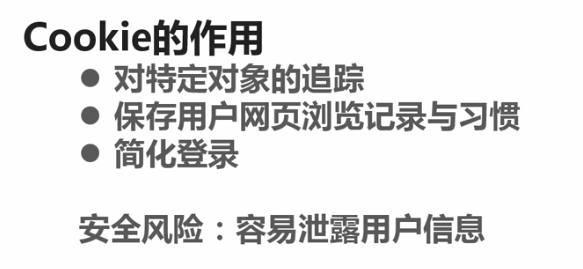 Cookie的作用
● 对特定对象的追踪
● 保存用户网页浏览记录与习惯
● 简化登录
安全风险：容易泄露用户信息